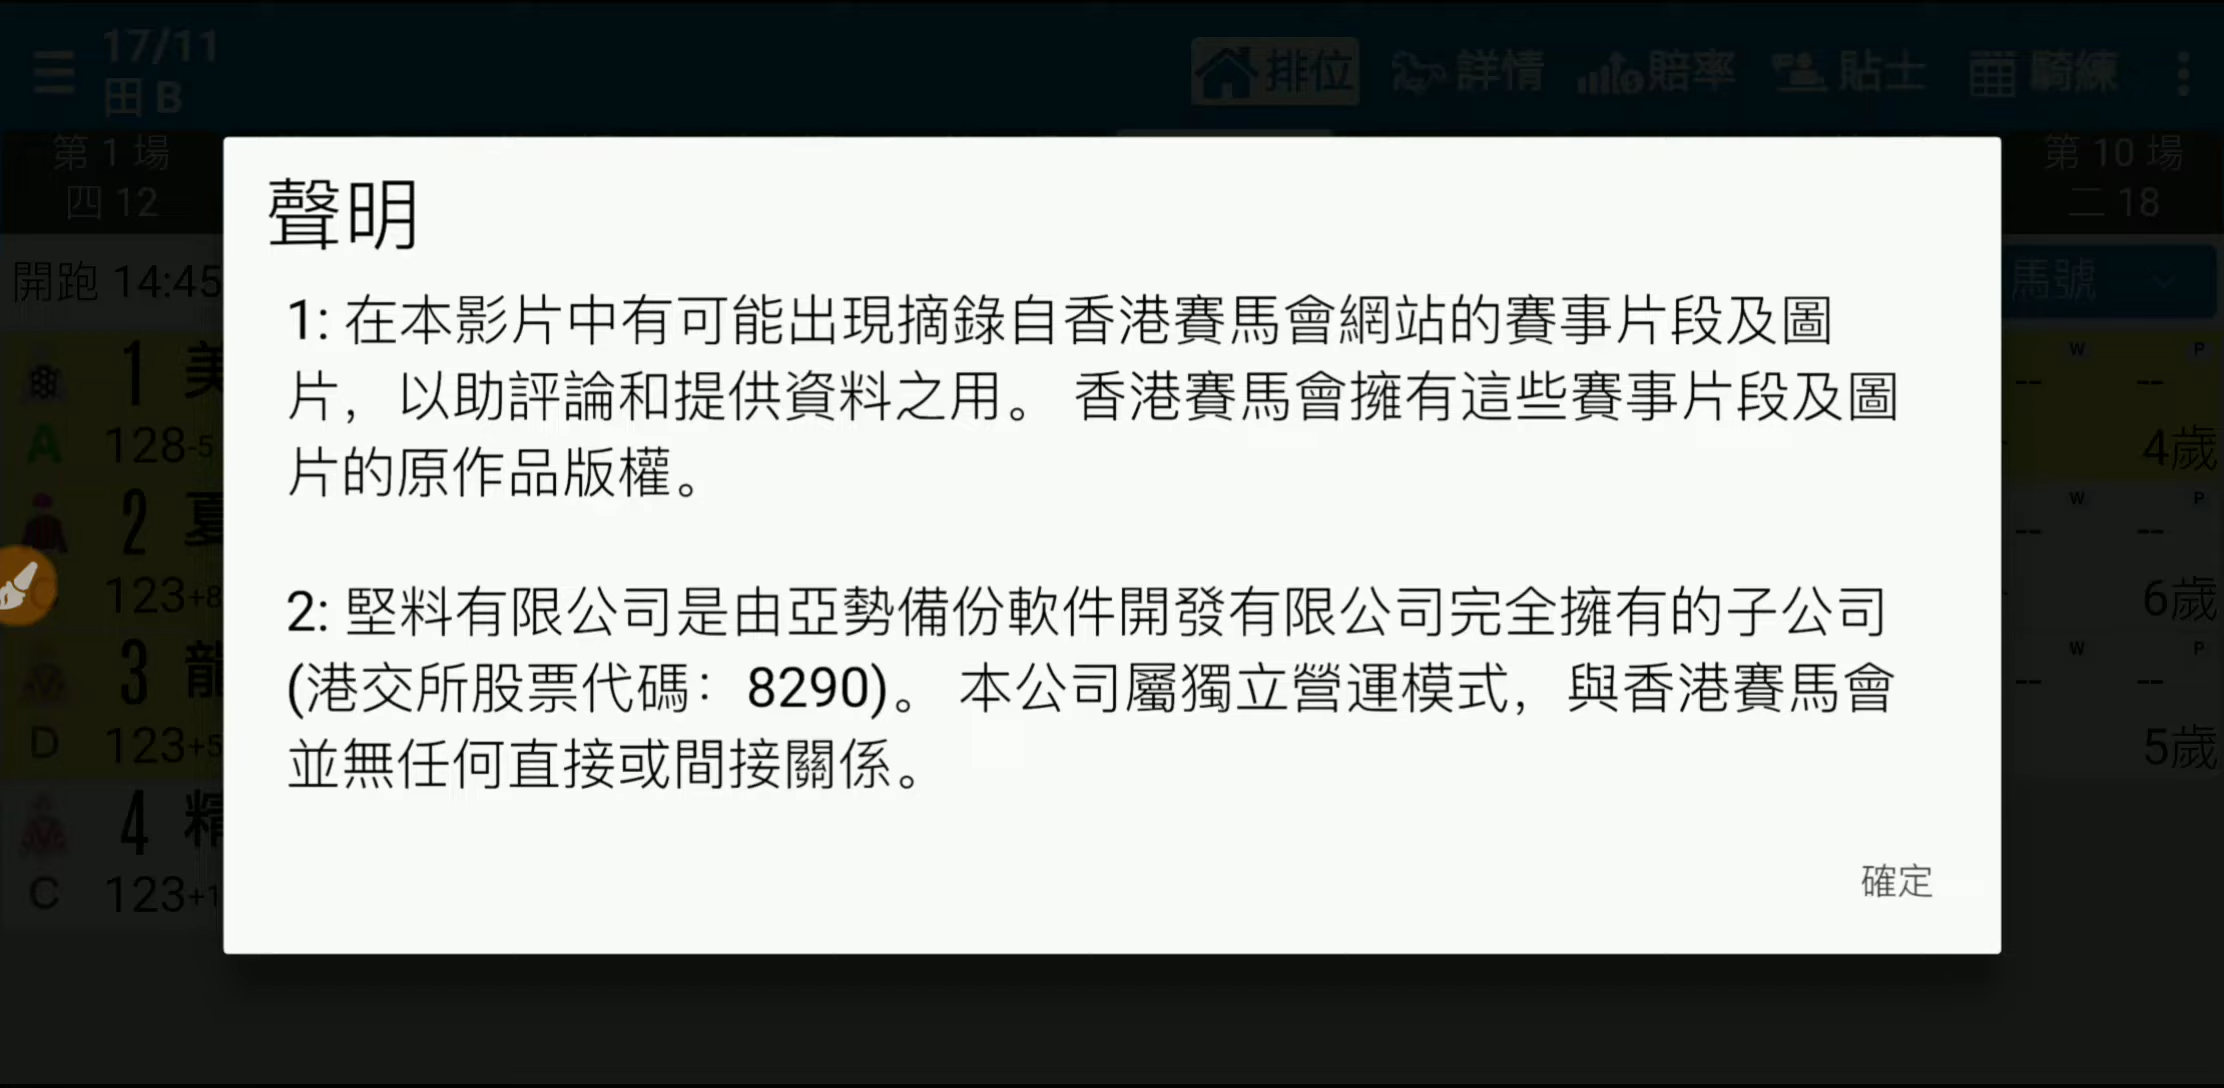 17/11
田 B
排位
詳情
賠率
貼士
騎練
第 1 場
四 12
第 10 場
二 18
開跑 14:45
馬號
聲明
1: 在本影片中有可能出現摘錄自香港賽馬會網站的賽事片段及圖
片，以助評論和提供資料之用。 香港賽馬會擁有這些賽事片段及圖
片的原作品版權。
2: 堅料有限公司是由亞勢備份軟件開發有限公司完全擁有的子公司
(港交所股票代碼：8290)。 本公司屬獨立營運模式，與香港賽馬會
並無任何直接或間接關係。
確定
1 美
W P
-- --
A 128-5
4歲
2 夏
W P
-- --
123+8
6歲
3 龍
W P
-- --
D 123+5
5歲
4 精
C 123+1